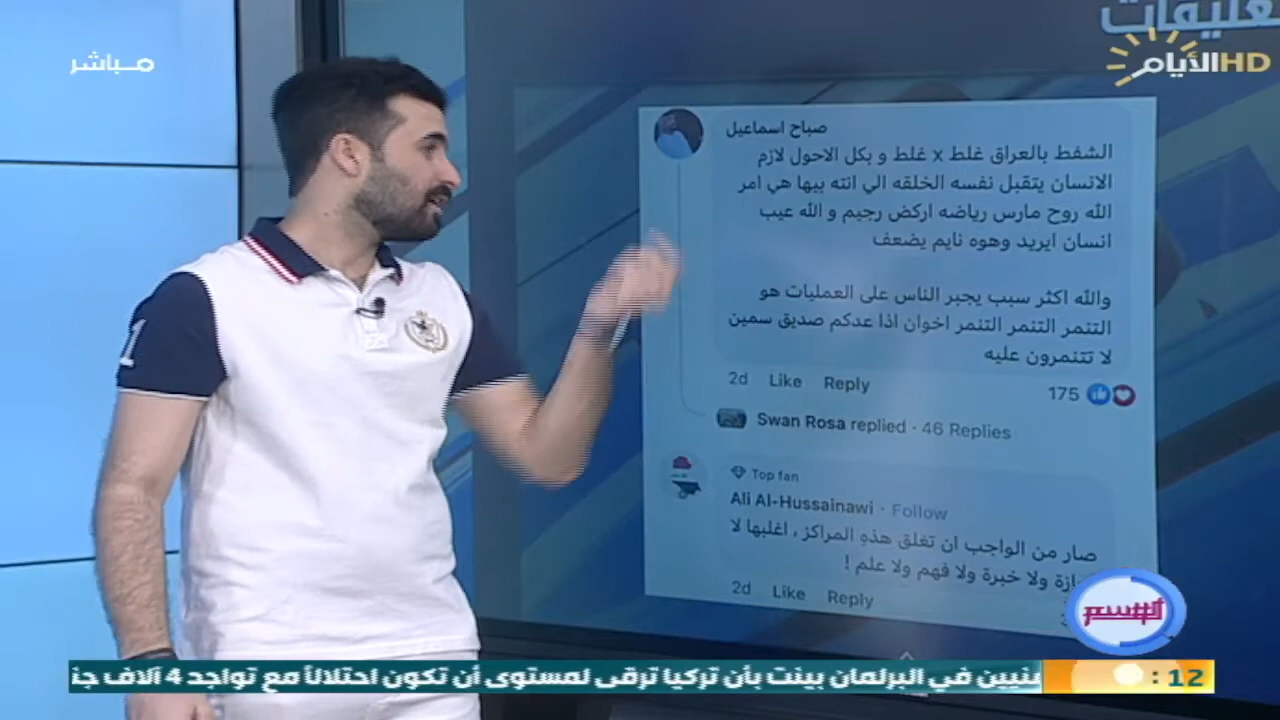 تعليقات
مباشر
الأيام HD
صباح اسماعيل
الشفط بالعراق غلط x غلط و بكل الاحول لازم
الانسان يتقبل نفسه الخلقه الي انته بيها هي امر
الله روح مارس رياضه اركض رجيم و الله عيب
انسان ايريد وهوه نايم يضعف
والله اكثر سبب يجبر الناس على العمليات هو
التنمر التنمر التنمر اخوان اذا عدكم صديق سمين
لا تتنمرون عليه
2d Like Reply 175
Swan Rosa replied · 46 Replies
Top fan
Ali Al-Hussainawi · Follow
صار من الواجب ان تغلق هذهِ المراكز ، اغلبها لا
ولا خبرة ولا فهم ولا علم !
2d Like Reply
1
: 12
في البرلمان بينت بأن تركيا ترقى لمستوى أن تكون احتلالاً مع تواجد 4 آلاف